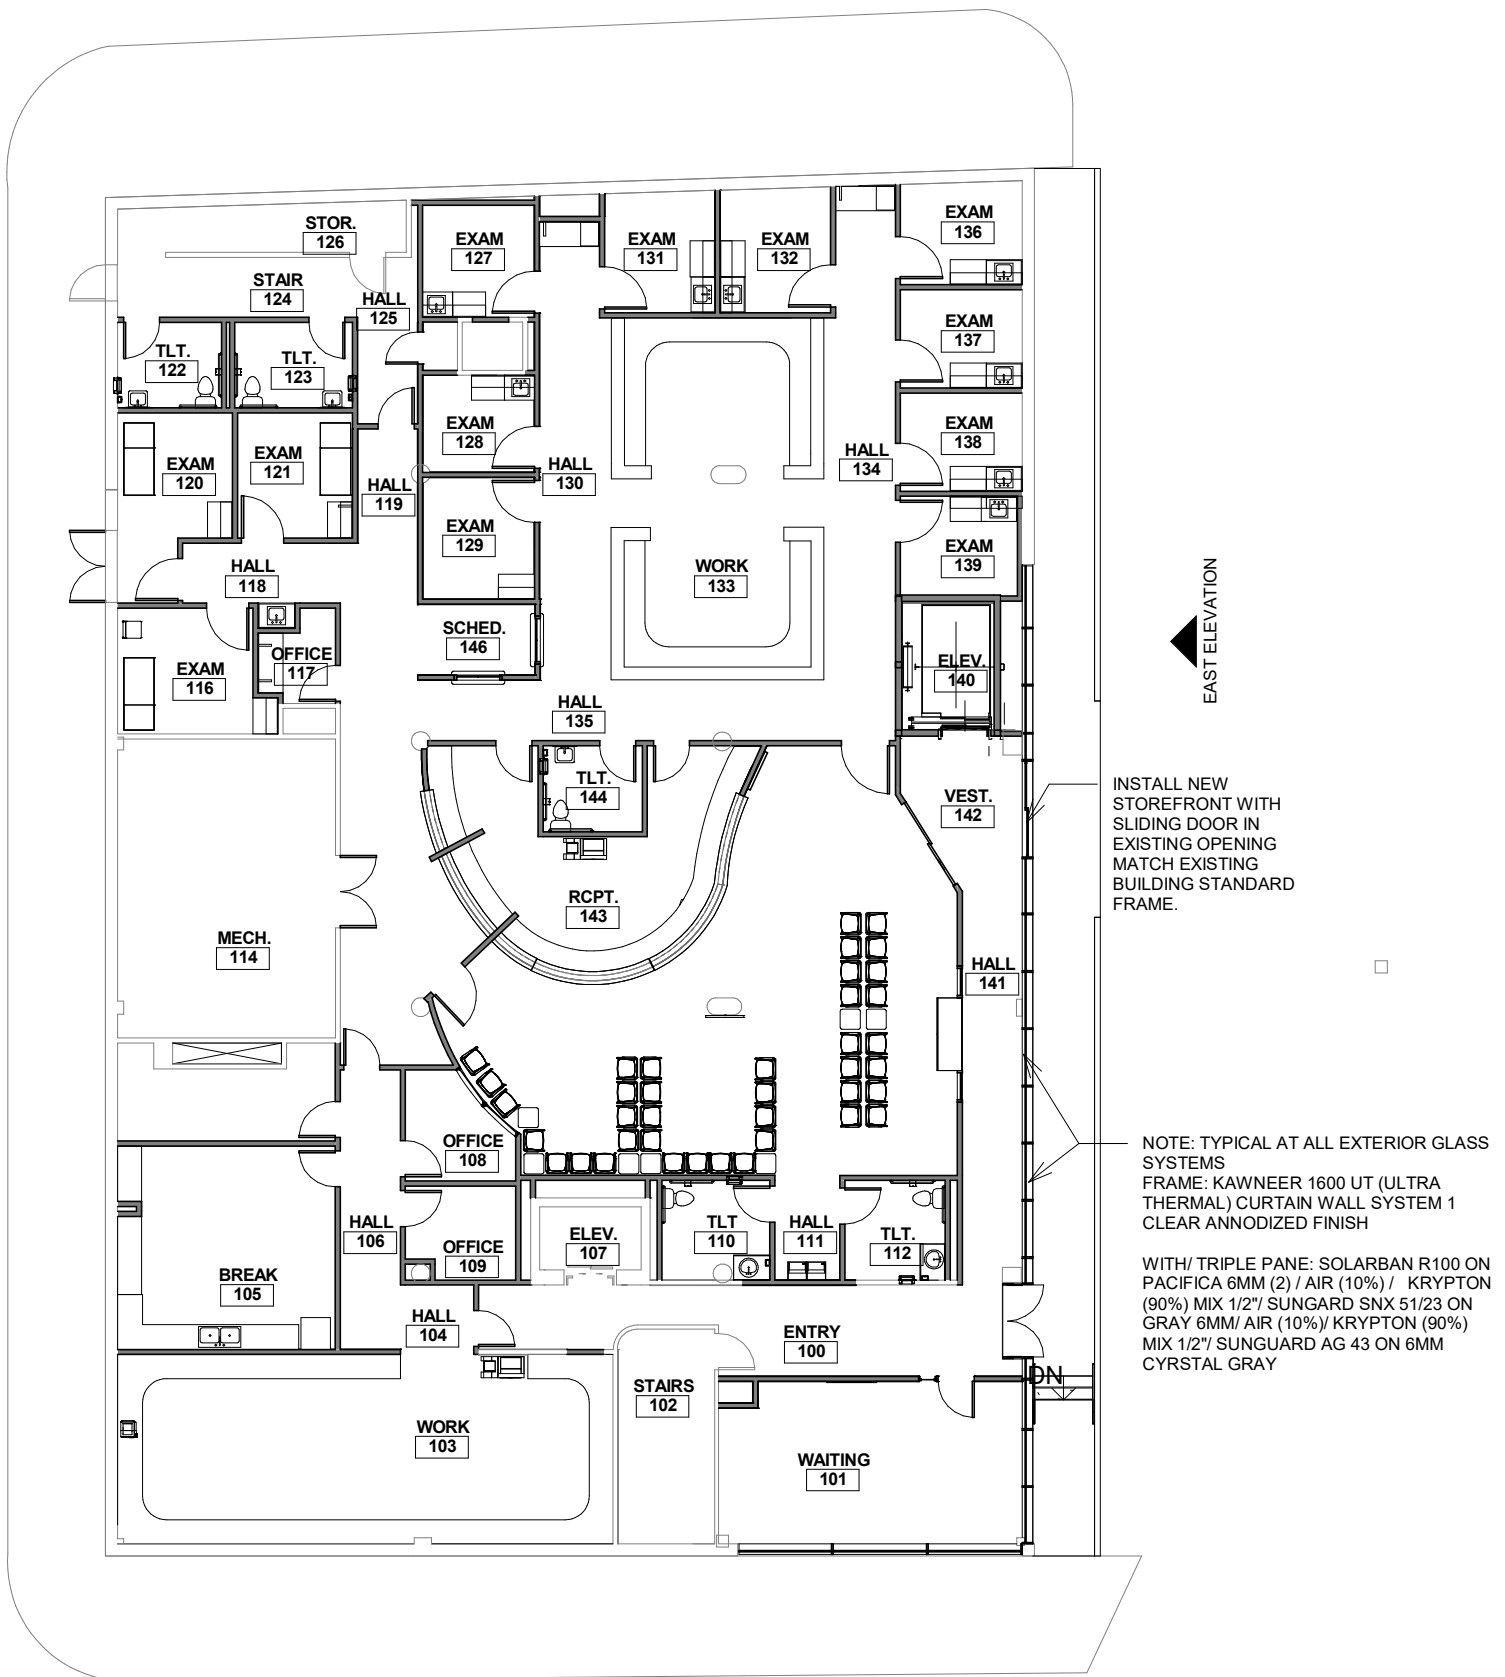 STOR.
126
EXAM
127
EXAM
131
EXAM
132
EXAM
136
STAIR
124
HALL
125
EXAM
137
TLT.
122
TLT.
123
EXAM
128
EXAM
138
EXAM
120
EXAM
121
HALL
119
HALL
130
HALL
134
EXAM
129
EXAM
139
HALL
118
WORK
133
SCHED.
146
OFFICE
117
EXAM
116
ELEV.
140
HALL
135
EAST ELEVATION
TLT.
144
VEST.
142
INSTALL NEW
STOREFRONT WITH
SLIDING DOOR IN
EXISTING OPENING
MATCH EXISTING
BUILDING STANDARD
FRAME.
RCPT.
143
MECH.
114
HALL
141
OFFICE
108
NOTE: TYPICAL AT ALL EXTERIOR GLASS
SYSTEMS
FRAME: KAWNEER 1600 UT (ULTRA
THERMAL) CURTAIN WALL SYSTEM 1
CLEAR ANNODIZED FINISH
WITH/ TRIPLE PANE: SOLARBAN R100 ON
PACIFICA 6MM (2) / AIR (10%) / KRYPTON
(90%) MIX 1/2"/ SUNGARD SNX 51/23 ON
GRAY 6MM/ AIR (10%)/ KRYPTON (90%)
MIX 1/2"/ SUNGUARD AG 43 ON 6MM
CYRSTAL GRAY
HALL
106
OFFICE
109
ELEV.
107
TLT
110
HALL
111
TLT.
112
BREAK
105
HALL
104
ENTRY
100
DN
STAIRS
102
WORK
103
WAITING
101